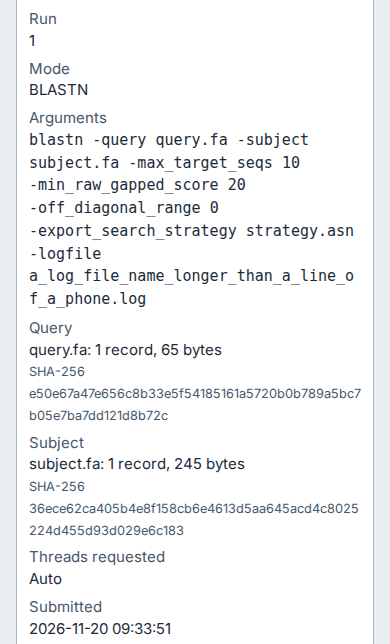 Run
1
Mode
BLASTN
Arguments
blastn -query query.fa -subject
subject.fa -max_target_seqs 10
-min_raw_gapped_score 20
-off_diagonal_range 0
-export_search_strategy strategy.asn
-logfile
a_log_file_name_longer_than_a_line_o
f_a_phone.log
Query
query.fa: 1 record, 65 bytes
SHA-256
e50e67a47e656c8b33e5f54185161a5720b0b789a5bc7
b05e7ba7dd121d8b72c
Subject
subject.fa: 1 record, 245 bytes
SHA-256
36ece62ca405b4e8f158cb6e4613d5aa645acd4c8025
224d455d93d029e6c183
Threads requested
Auto
Submitted
2026-11-20 09:33:51